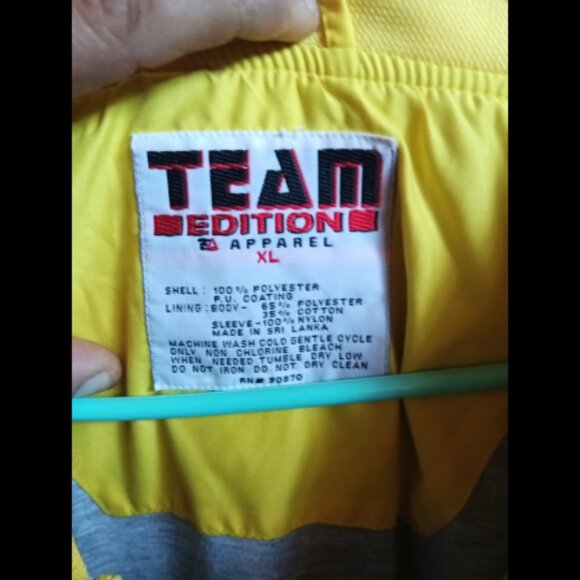 TEAM
EDITION
APPAREL
XL
SHELL: 100% POLYESTER
P.U. COATING
LINING: BODY- 65% POLYESTER
35% COTTON
SLEEVE-100% NYLON
MADE IN SRI LANKA
MACHINE WASH COLD GENTLE CYCLE
ONLY NON CHLORINE BLEACH
WHEN NEEDED TUMBLE DRY LOW
DO NOT IRON DO NOT DRY CLEAN
RN#